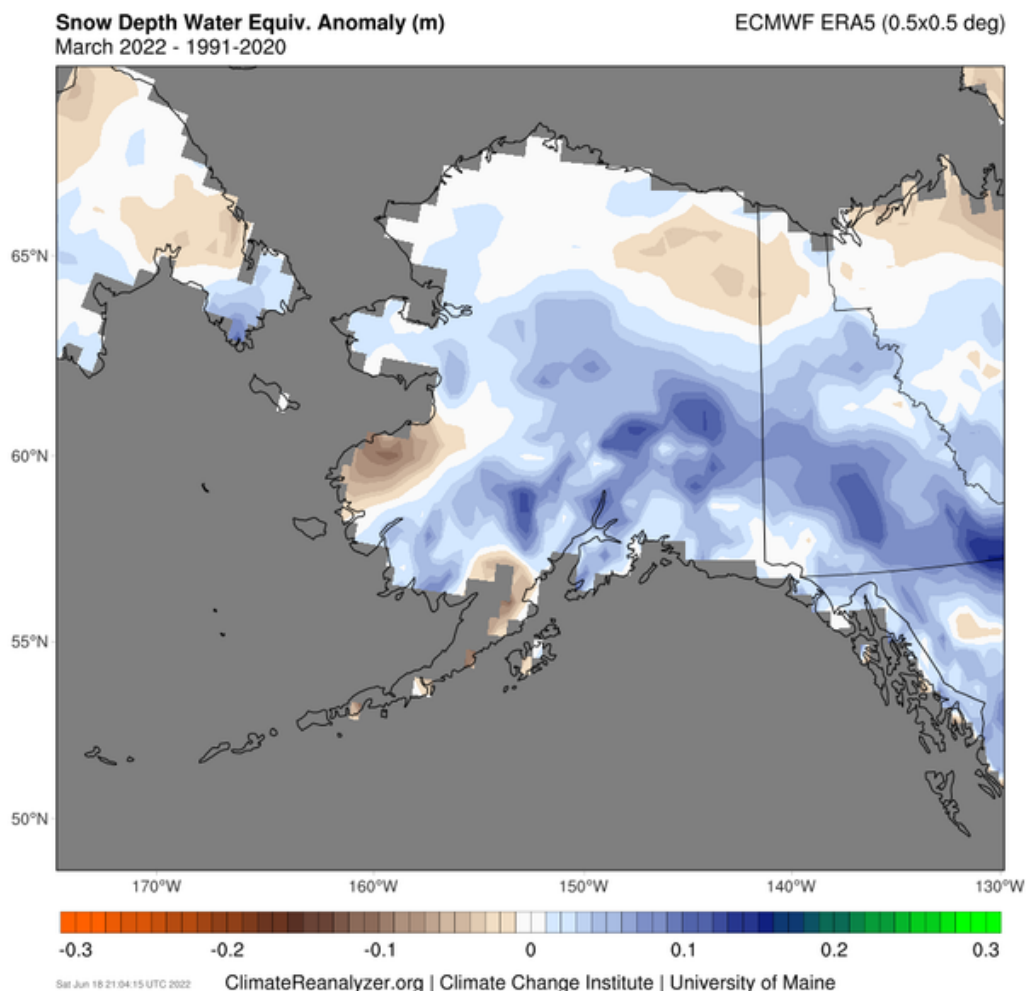 Snow Depth Water Equiv. Anomaly (m)
ECMWF ERA5 (0.5x0.5 deg)
March 2022 - 1991-2020
65°N
60°N
55°N
50°N
170°W
160°W
150°W
140°W
130°W
-0.3
-0.2
-0.1
0
0.1
0.2
0.3
Sat Jun 18 21:04:15 UTC 2022
ClimateReanalyzer.org | Climate Change Institute | University of Maine